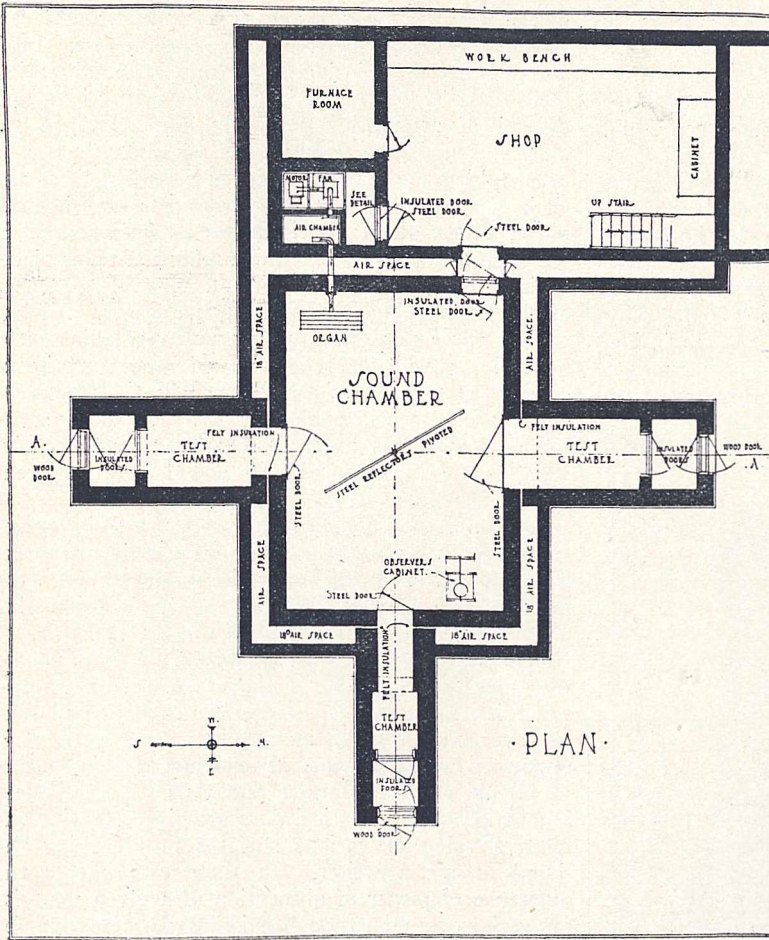 WORK BENCH
FURNACE
ROOM
SHOP
CABINET
MOTOR
FAN
SEE
DETAIL
INSULATED DOOR
STEEL DOOR
UP STAIR
AIR CHAMBER
STEEL DOOR
AIR SPACE
INSULATED DOOR
STEEL DOOR
ORGAN
18" AIR SPACE
AIR SPACE.
SOUND
CHAMBER
A.
WOOD
DOOR
INSULATED
DOORS
TEST
CHAMBER
FELT INSULATION
STEEL DOOR
STEEL REFLECTORS PIVOTED
FELT INSULATION
TEST
CHAMBER
INSULATED
DOORS
WOOD DOOR
A
STEEL DOOR
AIR SPACE
OBSERVERS
CABINET.
STEEL DOOR
18" AIR SPACE
18" AIR SPACE
18" AIR SPACE
FELT INSULATION
TEST
CHAMBER
INSULATED
DOORS
WOOD DOOR
S
E
· PLAN ·